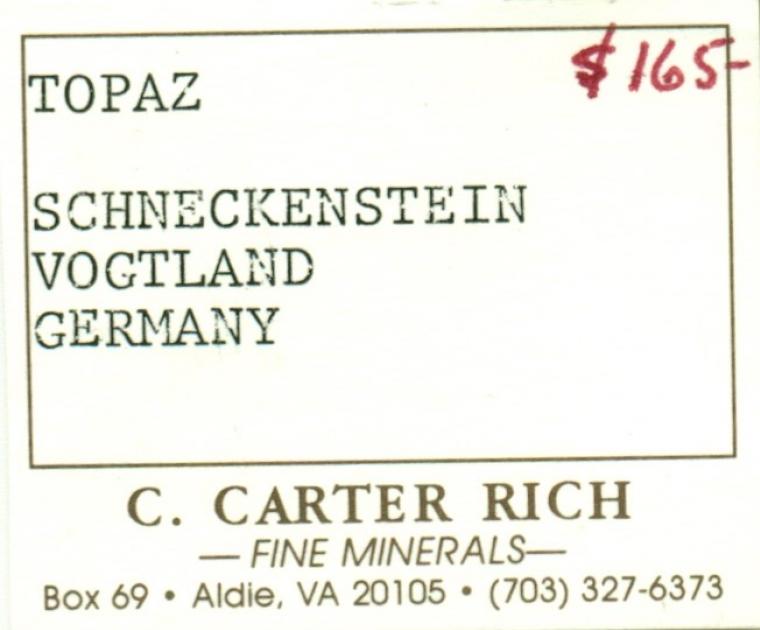 $165-
TOPAZ
SCHNECKENSTEIN
VOGTLAND
GERMANY
C. CARTER RICH
— FINE MINERALS—
Box 69 • Aldie, VA 20105 • (703) 327-6373